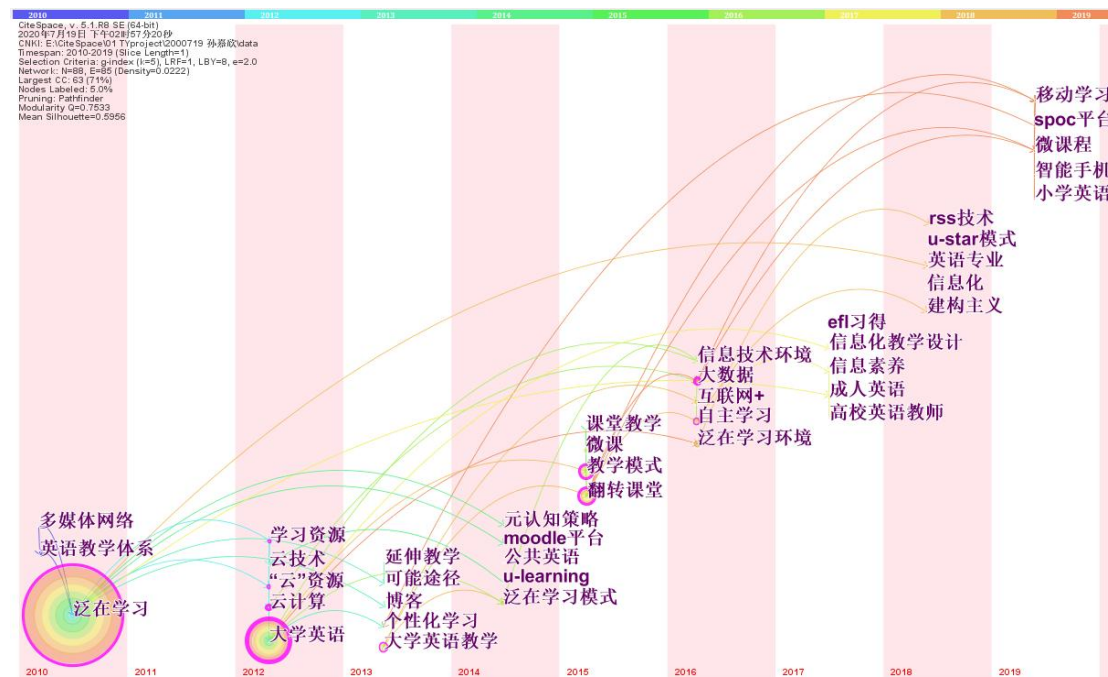 2010 2011 2012 2013 2014 2015 2016 2017 2018 2019
CiteSpace, v. 5.1.R8 SE (64-bit)
2020年7月19日 下午02时57分20秒
CNKI: E:\CiteSpace\01 TYproject\2000719 孙嘉欣\data
Timespan: 2010-2019 (Slice Length=1)
Selection Criteria: g-index (k=5), LRF=1, LBY=8, e=2.0
Network: N=88, E=85 (Density=0.0222)
Largest CC: 63 (71%)
Nodes Labeled: 5.0%
Pruning: Pathfinder
Modularity Q=0.7533
Mean Silhouette=0.5956
多媒体网络
英语教学体系
泛在学习
学习资源
云技术
“云”资源
云计算
大学英语
延伸教学
可能途径
博客
个性化学习
大学英语教学
元认知策略
moodle平台
公共英语
u-learning
泛在学习模式
课堂教学
微课
教学模式
翻转课堂
信息技术环境
大数据
互联网+
自主学习
泛在学习环境
efl习得
信息化教学设计
信息素养
成人英语
高校英语教师
rss技术
u-star模式
英语专业
信息化
建构主义
移动学习
spoc平台
微课程
智能手机
小学英语
2010 2011 2012 2013 2014 2015 2016 2017 2018 2019